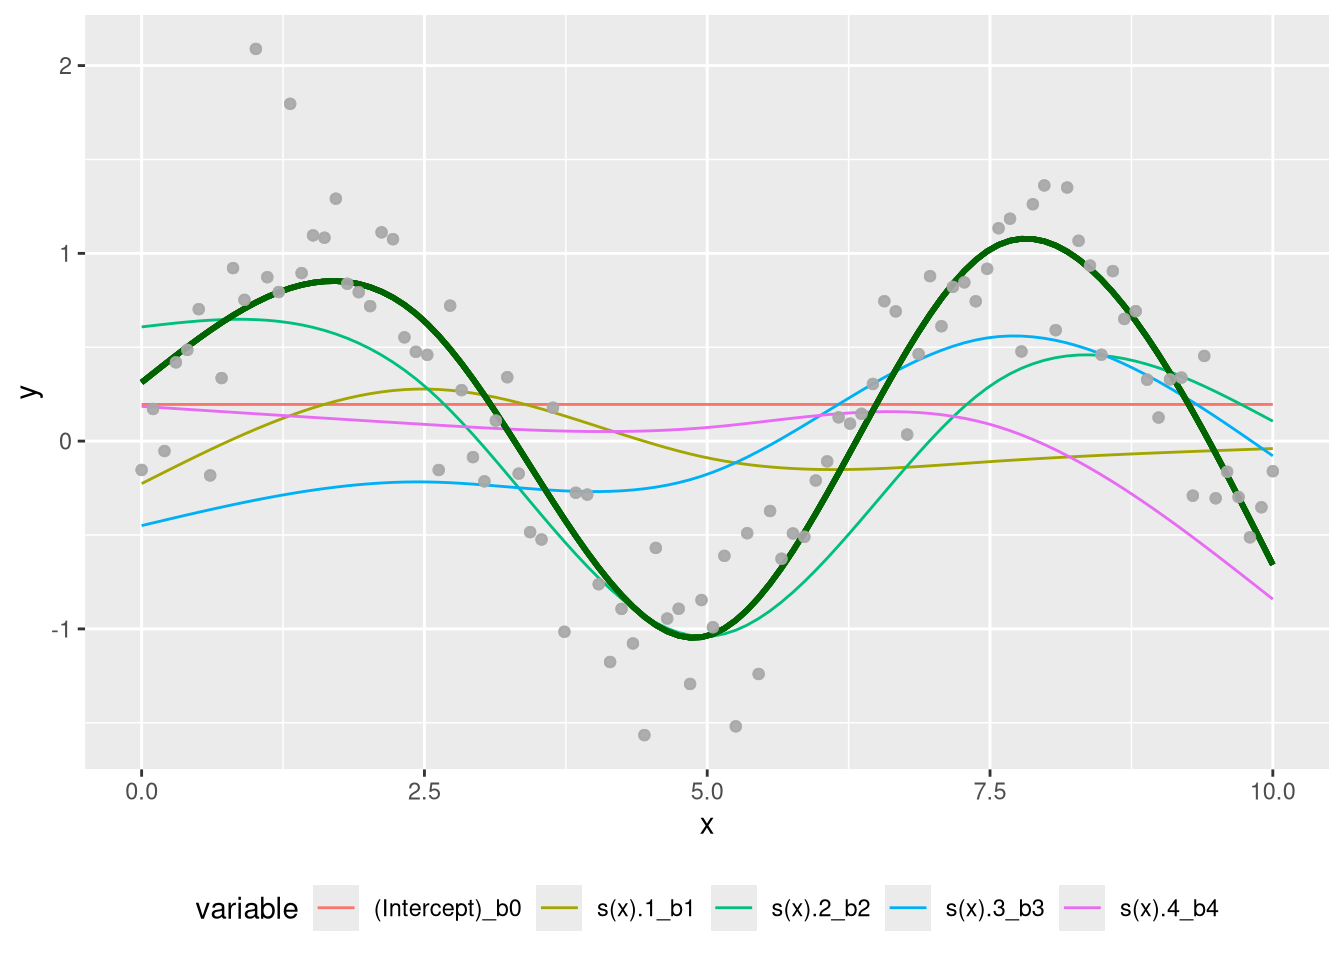 2
1
0
-1
y
0.0 2.5 5.0 7.5 10.0
x
variable (Intercept)_b0 s(x).1_b1 s(x).2_b2 s(x).3_b3 s(x).4_b4